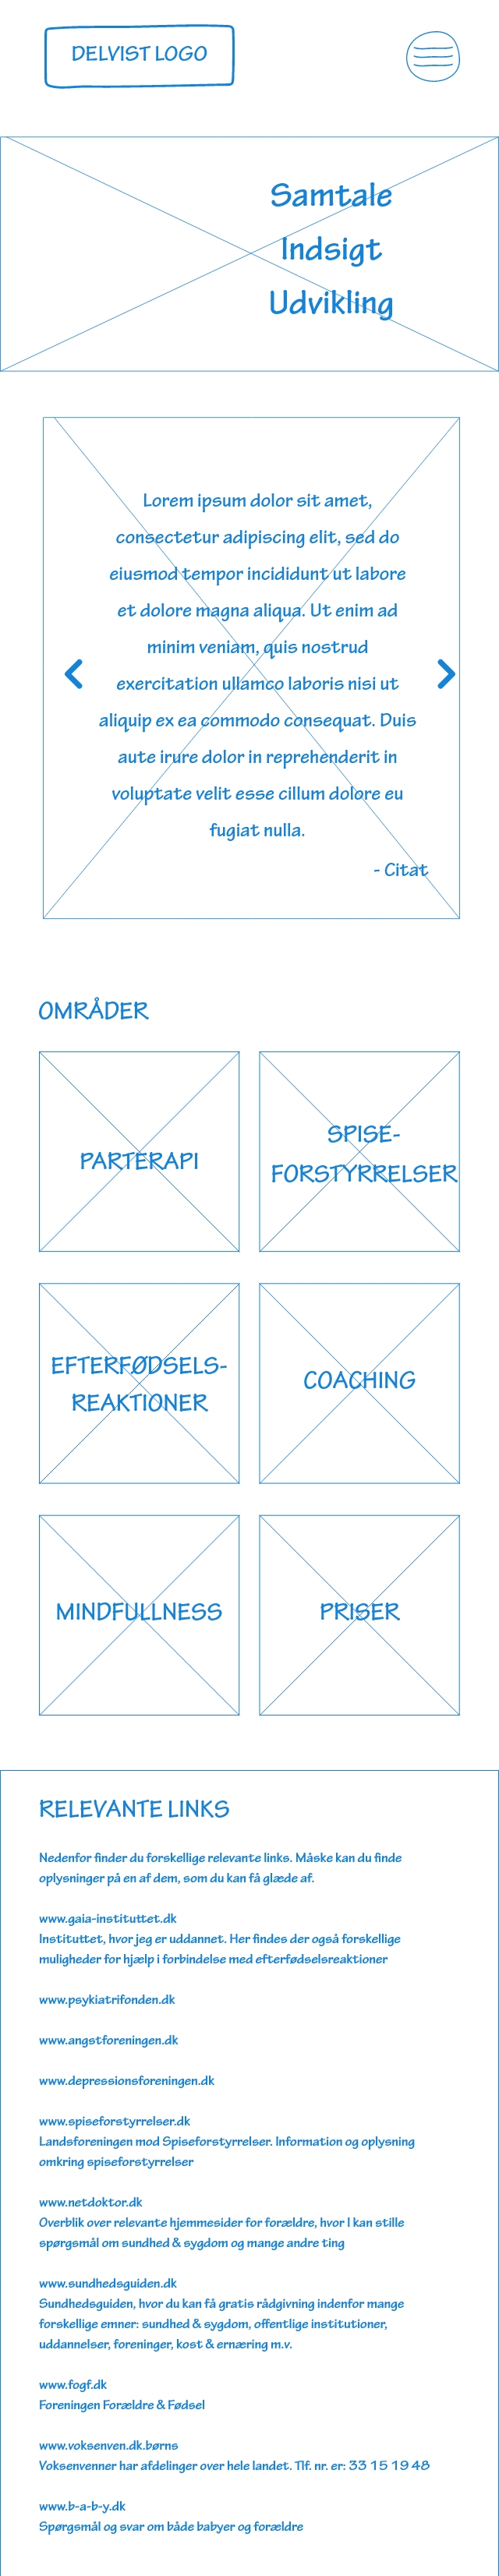 DELVIST LOGO
Samtale
Indsigt
Udvikling
Lorem ipsum dolor sit amet,
consectetur adipiscing elit, sed do
eiusmod tempor incididunt ut labore
et dolore magna aliqua. Ut enim ad
minim veniam, quis nostrud
exercitation ullamco laboris nisi ut
aliquip ex ea commodo consequat. Duis
aute irure dolor in reprehenderit in
voluptate velit esse cillum dolore eu
fugiat nulla.
- Citat
OMRÅDER
PARTERAPI
SPISE-
FORSTYRRELSER
EFTERFØDSELS-
REAKTIONER
COACHING
MINDFULLNESS
PRISER
RELEVANTE LINKS
Nedenfor finder du forskellige relevante links. Måske kan du finde
oplysninger på en af dem, som du kan få glæde af.
www.gaia-instituttet.dk
Instituttet, hvor jeg er uddannet. Her findes der også forskellige
muligheder for hjælp i forbindelse med efterfødselsreaktioner
www.psykiatrifonden.dk
www.angstforeningen.dk
www.depressionsforeningen.dk
www.spiseforstyrrelser.dk
Landsforeningen mod Spiseforstyrrelser. Information og oplysning
omkring spiseforstyrrelser
www.netdoktor.dk
Overblik over relevante hjemmesider for forældre, hvor I kan stille
spørgsmål om sundhed & sygdom og mange andre ting
www.sundhedsguiden.dk
Sundhedsguiden, hvor du kan få gratis rådgivning indenfor mange
forskellige emner: sundhed & sygdom, offentlige institutioner,
uddannelser, foreninger, kost & ernæring m.v.
www.fogf.dk
Foreningen Forældre & Fødsel
www.voksenven.dk.børns
Voksenvenner har afdelinger over hele landet. Tlf. nr. er: 33 15 19 48
www.b-a-b-y.dk
Spørgsmål og svar om både babyer og forældre